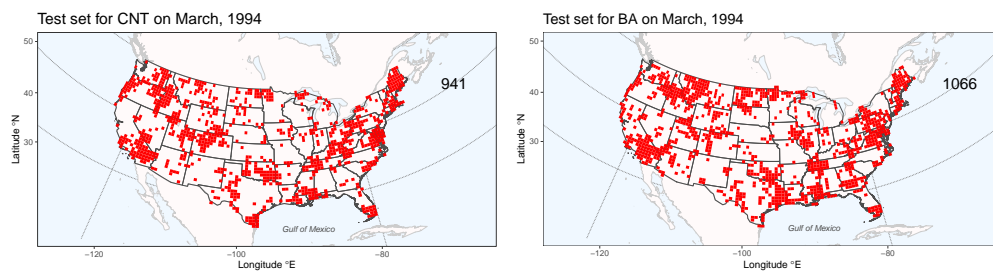 Test set for CNT on March, 1994
50
40
30
Latitude °N
941
Gulf of Mexico
−120
−100
−80
Longitude °E
Test set for BA on March, 1994
50
40
30
Latitude °N
1066
Gulf of Mexico
−120
−100
−80
Longitude °E